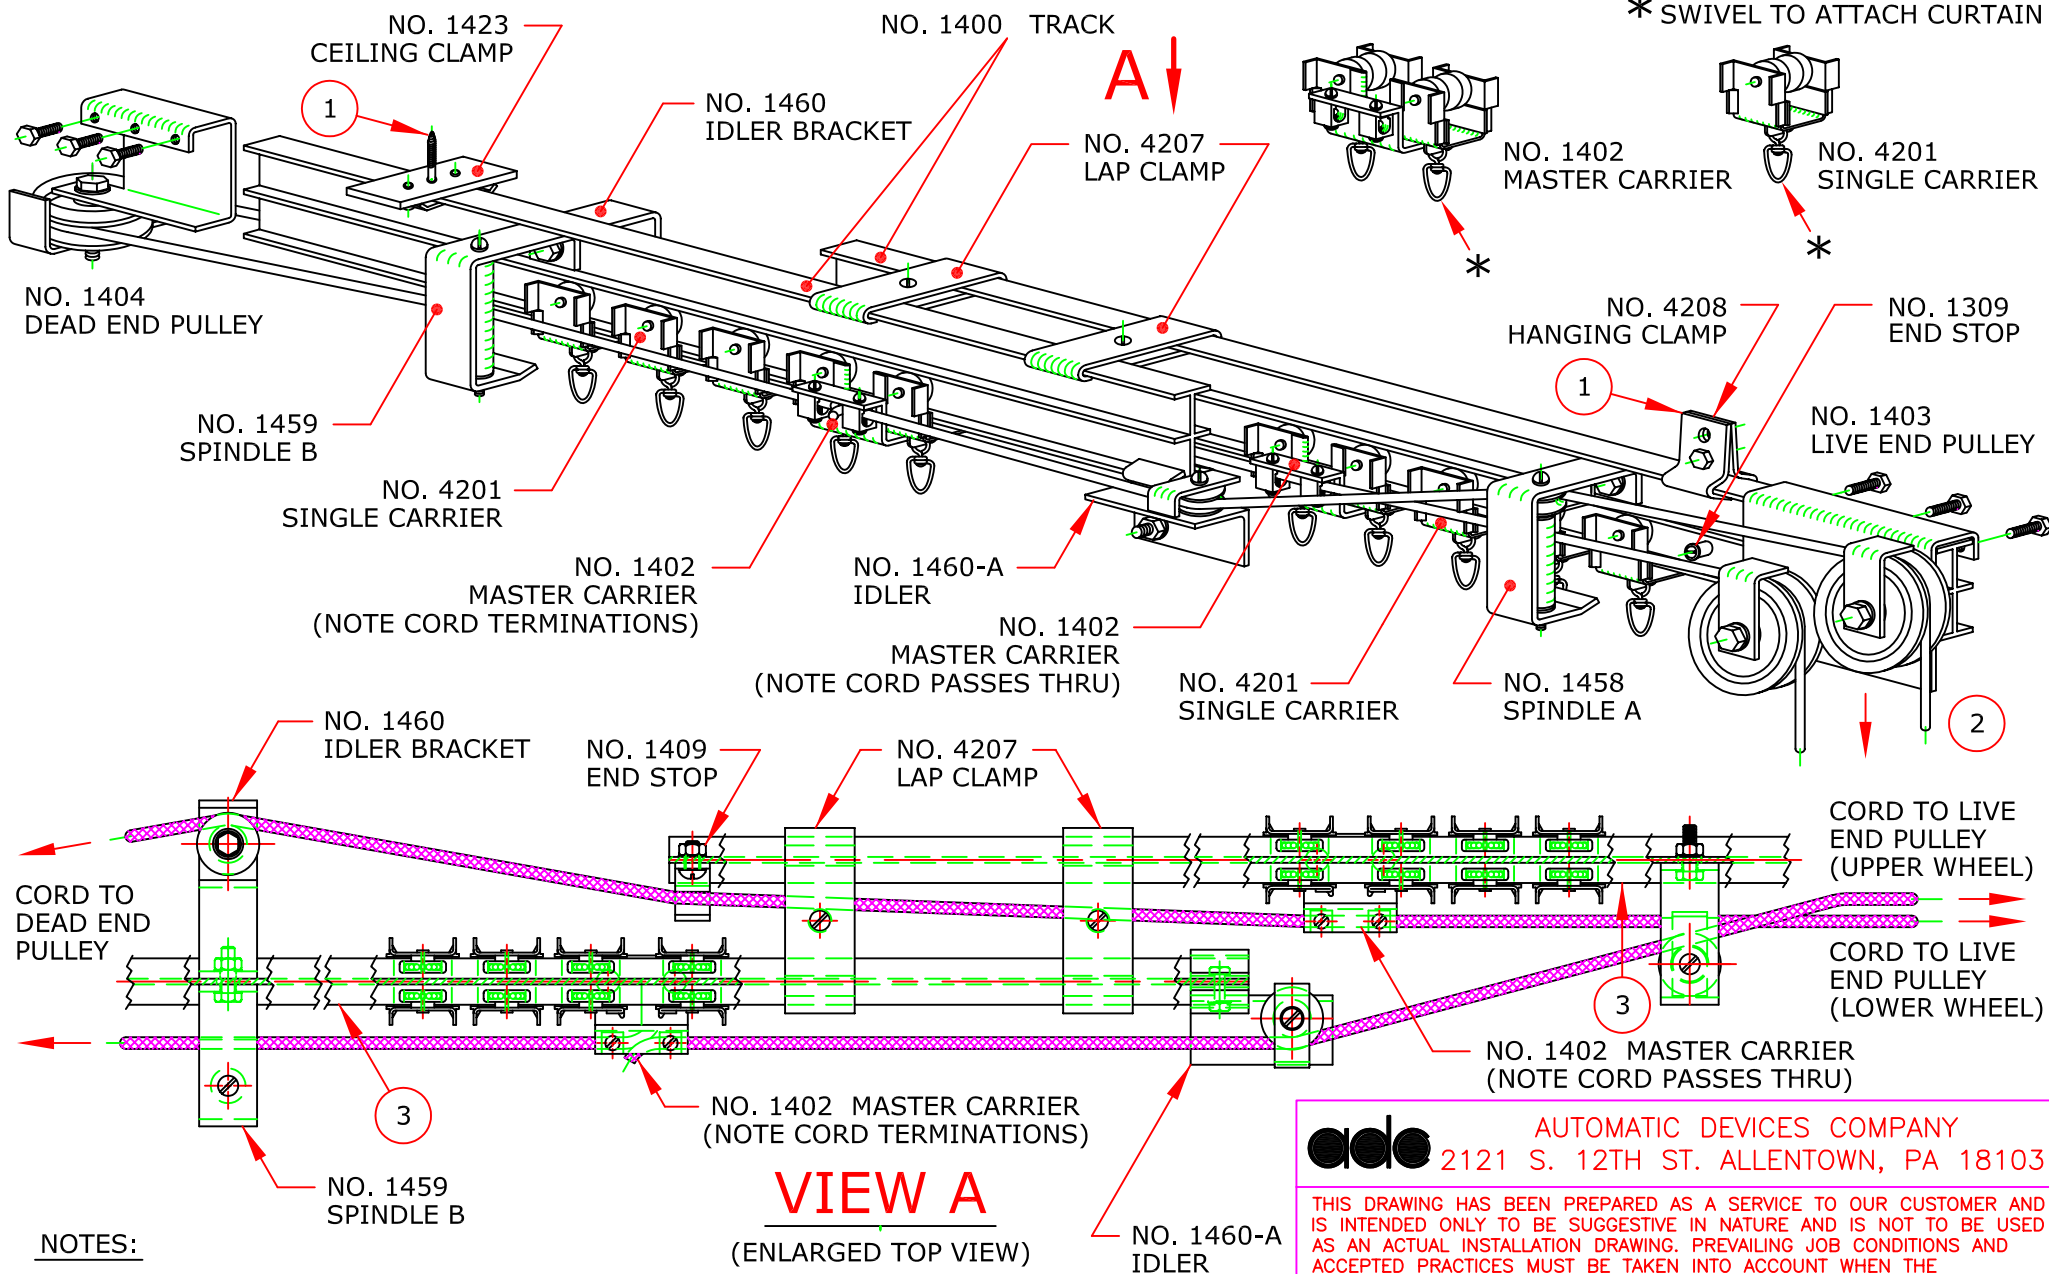 NO. 1423
CEILING CLAMP
NO. 1400 TRACK
A
* SWIVEL TO ATTACH CURTAIN
1
NO. 1460
IDLER BRACKET
NO. 4207
LAP CLAMP
NO. 1402
MASTER CARRIER
NO. 4201
SINGLE CARRIER
*
*
NO. 1404
DEAD END PULLEY
NO. 4208
HANGING CLAMP
NO. 1309
END STOP
1
NO. 1403
LIVE END PULLEY
NO. 1459
SPINDLE B
NO. 4201
SINGLE CARRIER
NO. 1402
MASTER CARRIER
(NOTE CORD TERMINATIONS)
NO. 1460-A
IDLER
NO. 1402
MASTER CARRIER
(NOTE CORD PASSES THRU)
NO. 4201
SINGLE CARRIER
NO. 1458
SPINDLE A
2
NO. 1460
IDLER BRACKET
NO. 1409
END STOP
NO. 4207
LAP CLAMP
CORD TO LIVE
END PULLEY
(UPPER WHEEL)
CORD TO
DEAD END
PULLEY
CORD TO LIVE
END PULLEY
(LOWER WHEEL)
3
3
NO. 1402 MASTER CARRIER
(NOTE CORD PASSES THRU)
NO. 1402 MASTER CARRIER
(NOTE CORD TERMINATIONS)
NO. 1459
SPINDLE B
VIEW A
(ENLARGED TOP VIEW)
NO. 1460-A
IDLER
NOTES:
adc
AUTOMATIC DEVICES COMPANY
2121 S. 12TH ST. ALLENTOWN, PA 18103
THIS DRAWING HAS BEEN PREPARED AS A SERVICE TO OUR CUSTOMER AND
IS INTENDED ONLY TO BE SUGGESTIVE IN NATURE AND IS NOT TO BE USED
AS AN ACTUAL INSTALLATION DRAWING. PREVAILING JOB CONDITIONS AND
ACCEPTED PRACTICES MUST BE TAKEN INTO ACCOUNT WHEN THE